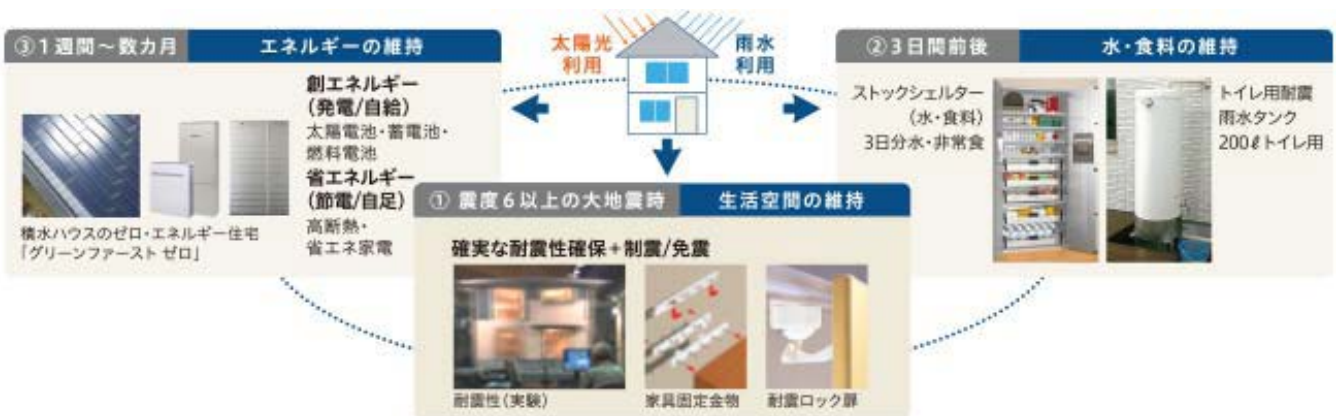 ③1週間～数カ月 エネルギーの維持
創エネルギー
(発電/自給)
太陽電池・蓄電池・
燃料電池
省エネルギー
(節電/自足)
高断熱・
省エネ家電
積水ハウスのゼロ・エネルギー住宅
「グリーンファースト ゼロ」
太陽光
利用
雨水
利用
②3日間前後 水・食料の維持
ストックシェルター
(水・食料)
3日分水・非常食
トイレ用耐震
雨水タンク
200ℓトイレ用
① 震度6以上の大地震時 生活空間の維持
確実な耐震性確保+制震/免震
耐震性(実験)
家具固定金物
耐震ロック扉